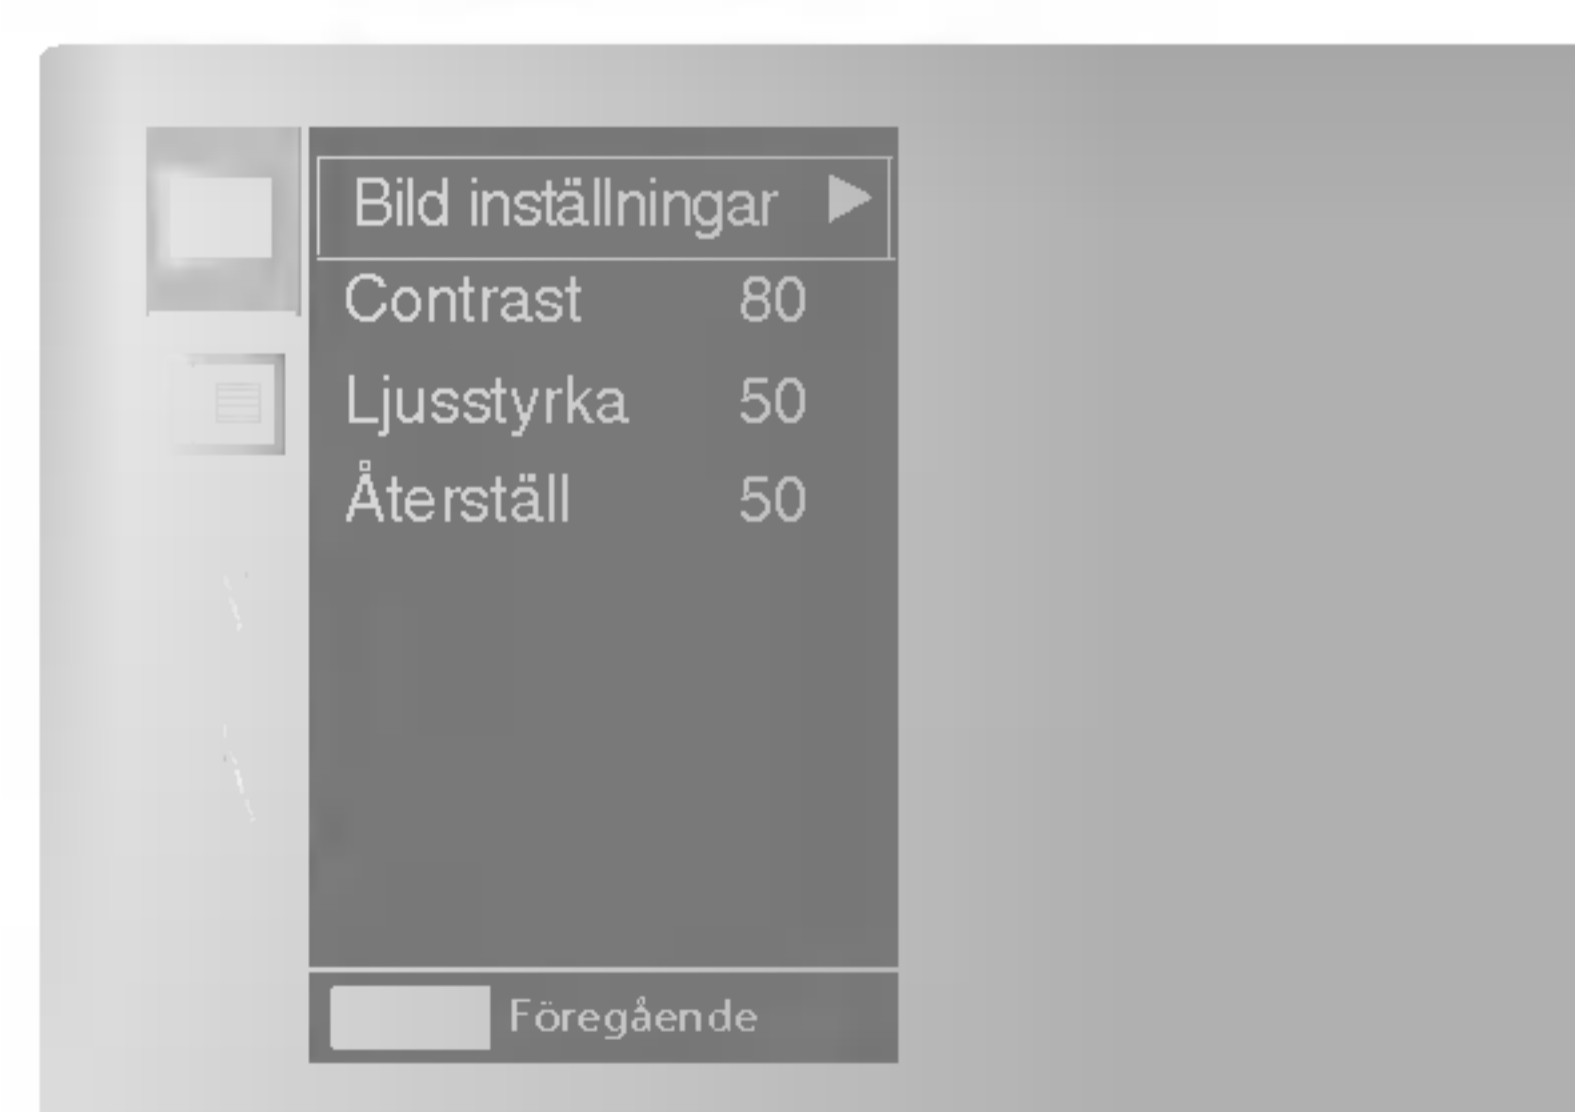 Bild inställningar
Contrast 80
Ljusstyrka 50
Återställ 50
Föregående